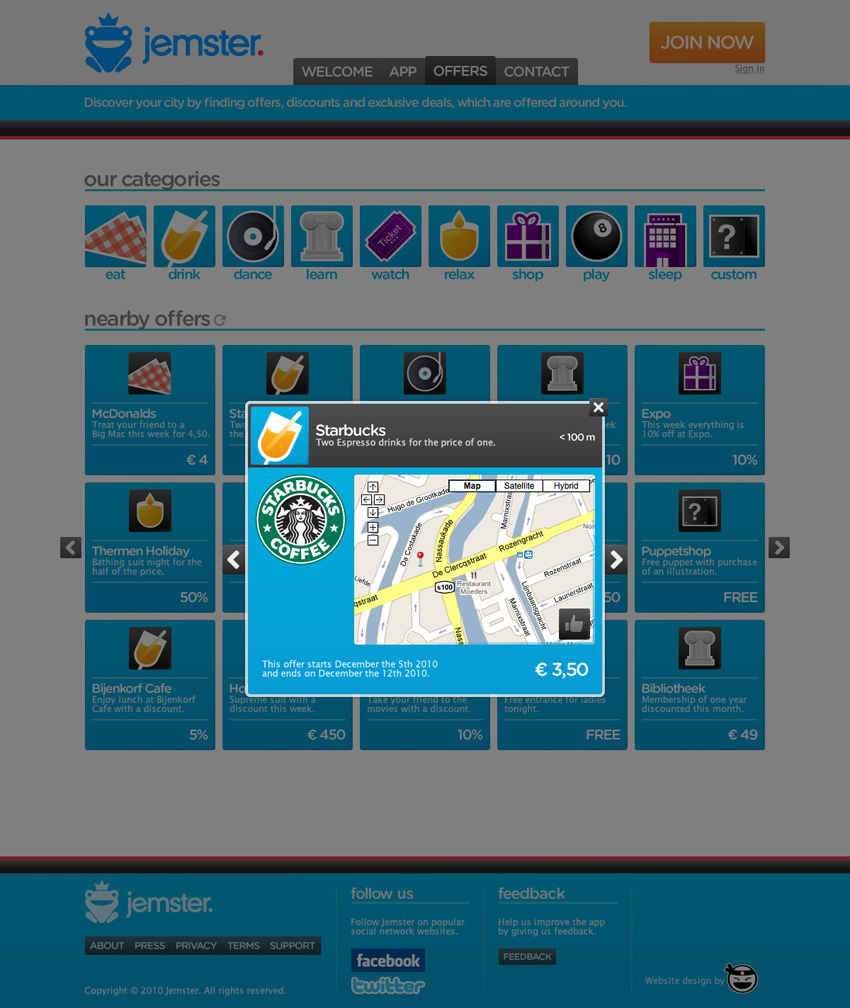 jemster.
JOIN NOW
Sign in
WELCOME APP OFFERS CONTACT
Discover your city by finding offers, discounts and exclusive deals, which are offered around you.
our categories
Ticket
8
?
eat drink dance learn watch relax shop play sleep custom
nearby offers
McDonalds
Treat your friend to a
Big Mac this week for 4,50.
€ 4
Expo
This week everything is
10% off at Expo.
10%
Starbucks
Two Espresso drinks for the price of one.
< 100 m
STARBUCKS
COFFEE
Map Satellite Hybrid
Hugo de Grootkade
Da Costakade
Nassaukade
Marnixstraat
De Clercqstraat
Rozengracht
s100
Restaurant
Moeders
Rozenstraat
Laurierstraat
Lijnbaansgracht
Marnixstraat
Liefde
This offer starts December the 5th 2010
and ends on December the 12th 2010.
€ 3,50
Thermen Holiday
Bathing suit night for the
half of the price.
50%
?
Puppetshop
Free puppet with purchase
of an illustration.
FREE
Bijenkorf Cafe
Enjoy lunch at Bijenkorf
Cafe with a discount.
5%
Supreme suit with a
discount this week.
€ 450
Take your friend to the
movies with a discount.
10%
Free entrance for ladies
tonight.
FREE
Bibliotheek
Membership of one year
discounted this month.
€ 49
jemster.
ABOUT PRESS PRIVACY TERMS SUPPORT
Copyright © 2010 Jemster. All rights reserved.
follow us
Follow Jemster on popular
social network websites.
facebook
twitter
feedback
Help us improve the app
by giving us feedback.
FEEDBACK
Website design by